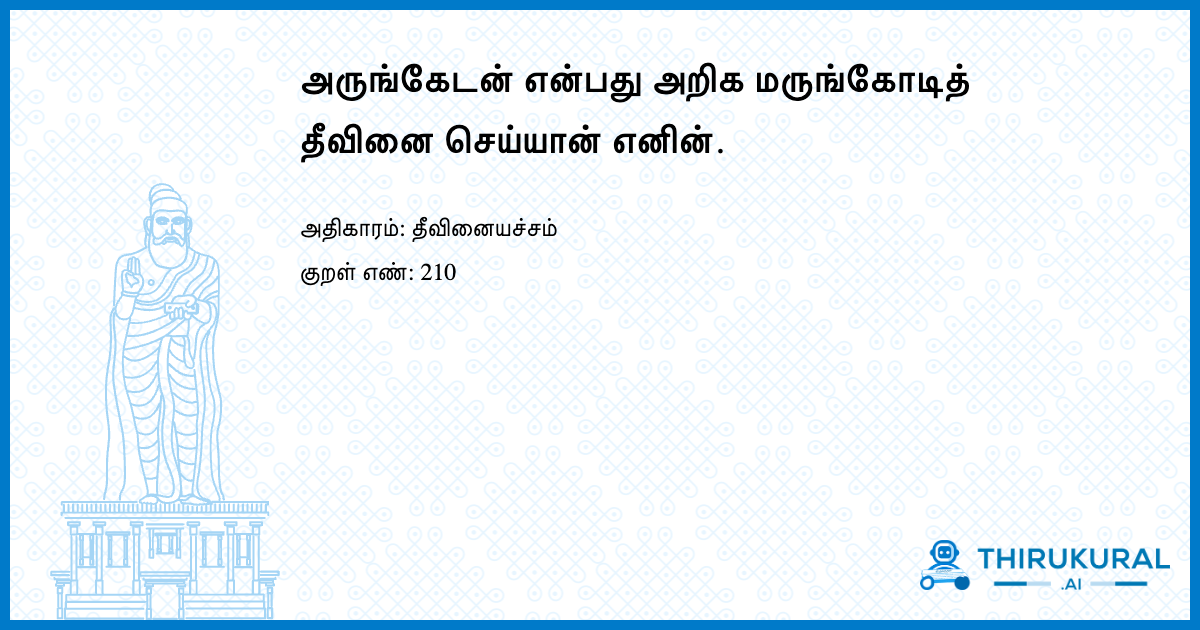 அருங்கேடன் என்பது அறிக மருங்கோடித்
தீவினை செய்யான் எனின்.
அதிகாரம்: தீவினையச்சம்
குறள் எண்: 210
THIRUKURAL
.AI